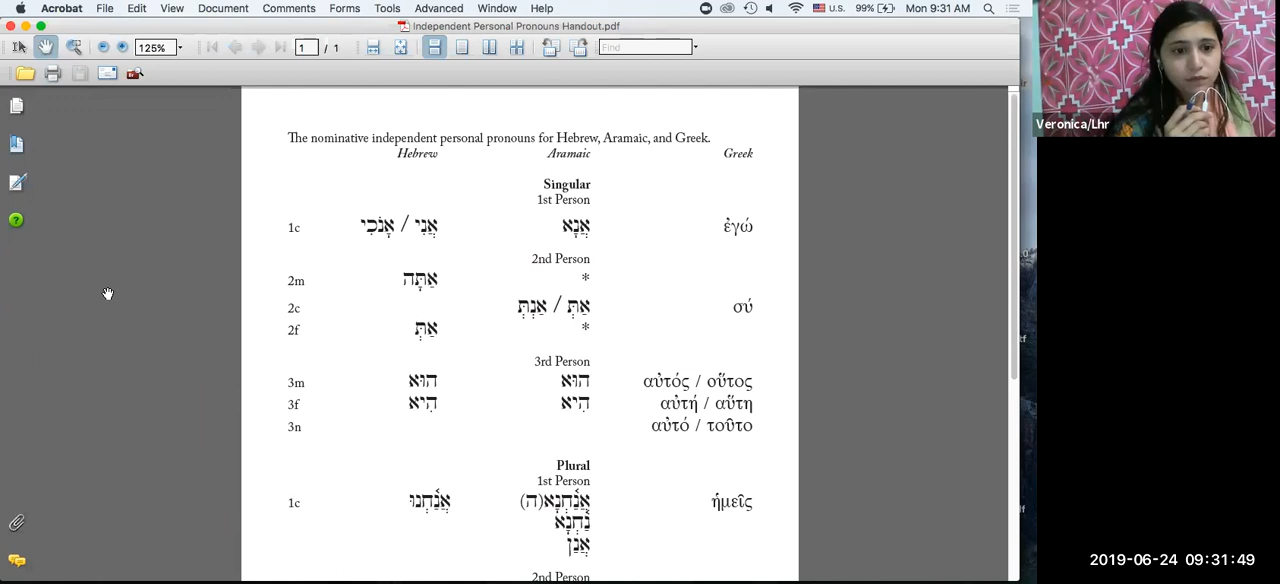 Acrobat File Edit View Document Comments Forms Tools Advanced Window Help U.S. 99% Mon 9:31 AM
Independent Personal Pronouns Handout.pdf
125% 1 / 1 Find
Veronica/Lhr
The nominative independent personal pronouns for Hebrew, Aramaic, and Greek.
Hebrew Aramaic Greek
Singular
1st Person
1c אֲנִי / אָנֹכִי אֲנָא ἐγώ
2nd Person
2m אַתָּה *
2c אַתְּ / אַנְתְּ σύ
2f אַתְּ *
3rd Person
3m הוּא הוּא αὐτός / οὗτος
3f הִיא הִיא αὐτή / αὕτη
3n αὐτό / τοῦτο
Plural
1st Person
1c אֲנַ֫חְנוּ אֲנַ֫חְנָא(ה) ἡμεῖς
נַ֫חְנָא
אֲנַן
2nd Person
2019-06-24 09:31:49